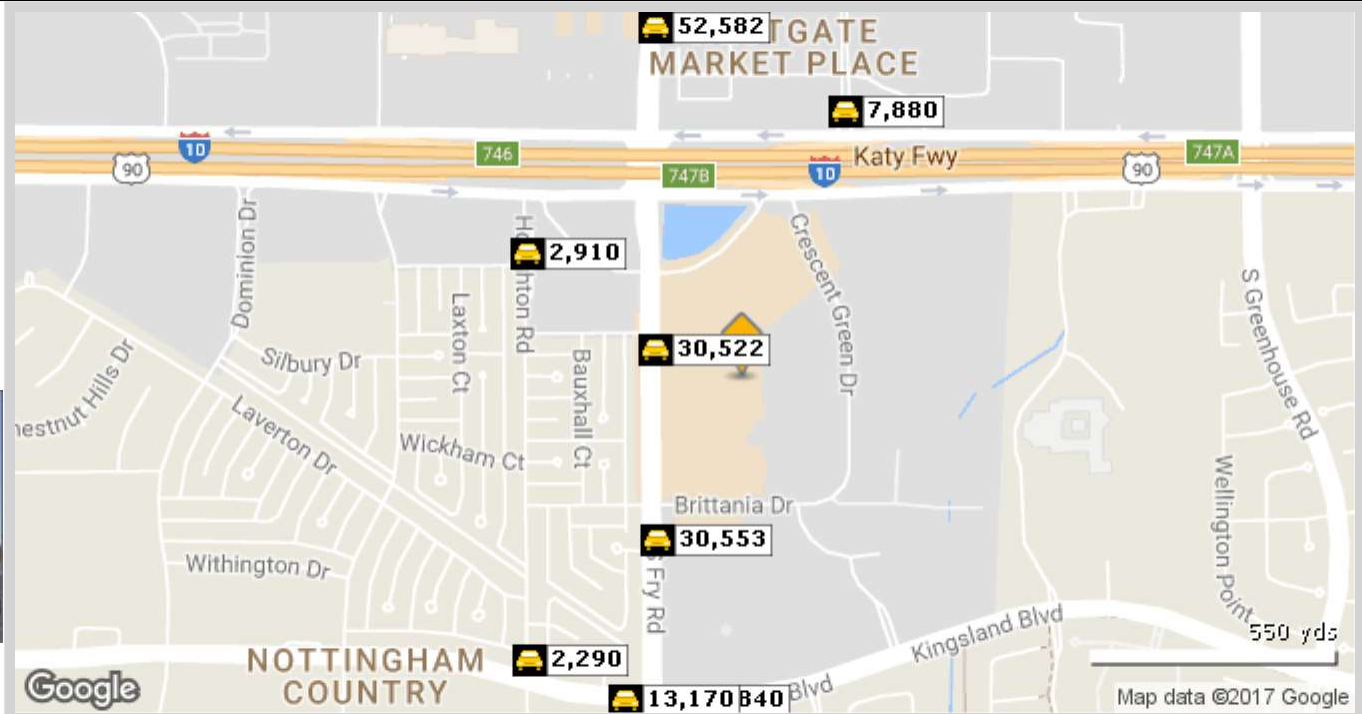 52,582
TGATE
MARKET PLACE
7,880
10
746
Katy Fwy
747A
90
747B
10
90
Dominion Dr
2,910
Crescent Green Dr
S Greenhouse Rd
Laxton Ct
hton Rd
30,522
Silbury Dr
Bauxhall Ct
estnut Hills Dr
Laverton Dr
Wickham Ct
Wellington Point
Brittania Dr
30,553
Withington Dr
S Fry Rd
Kingsland Blvd
550 yds
NOTTINGHAM
COUNTRY
2,290
Google
13,170
840
Blvd
Map data ©2017 Google